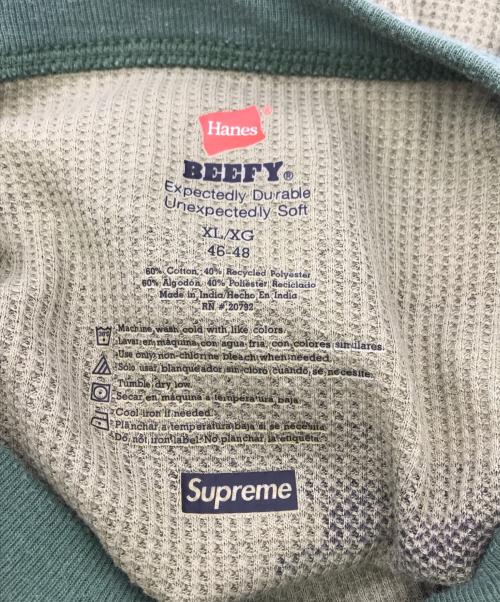 Hanes®
BEEFY®
Expectedly Durable
Unexpectedly Soft
XL/XG
46-48
60% Cotton, 40% Recycled Polyester
60% Algodón, 40% Poliéster Reciclado
Made in India/Hecho En India
RN # 20792
Machine wash cold with like colors.
Lavar en máquina con agua fria, con colores similares.
Use only non-chlorine bleach when needed.
Sólo usar blanqueador sin cloro, cuando se necesite.
Tumble dry low.
Secar en máquina a temperatura baja.
Cool iron if needed.
Planchar a temperatura baja si se necesita.
Do not iron label. No planchar la etiqueta.
Supreme